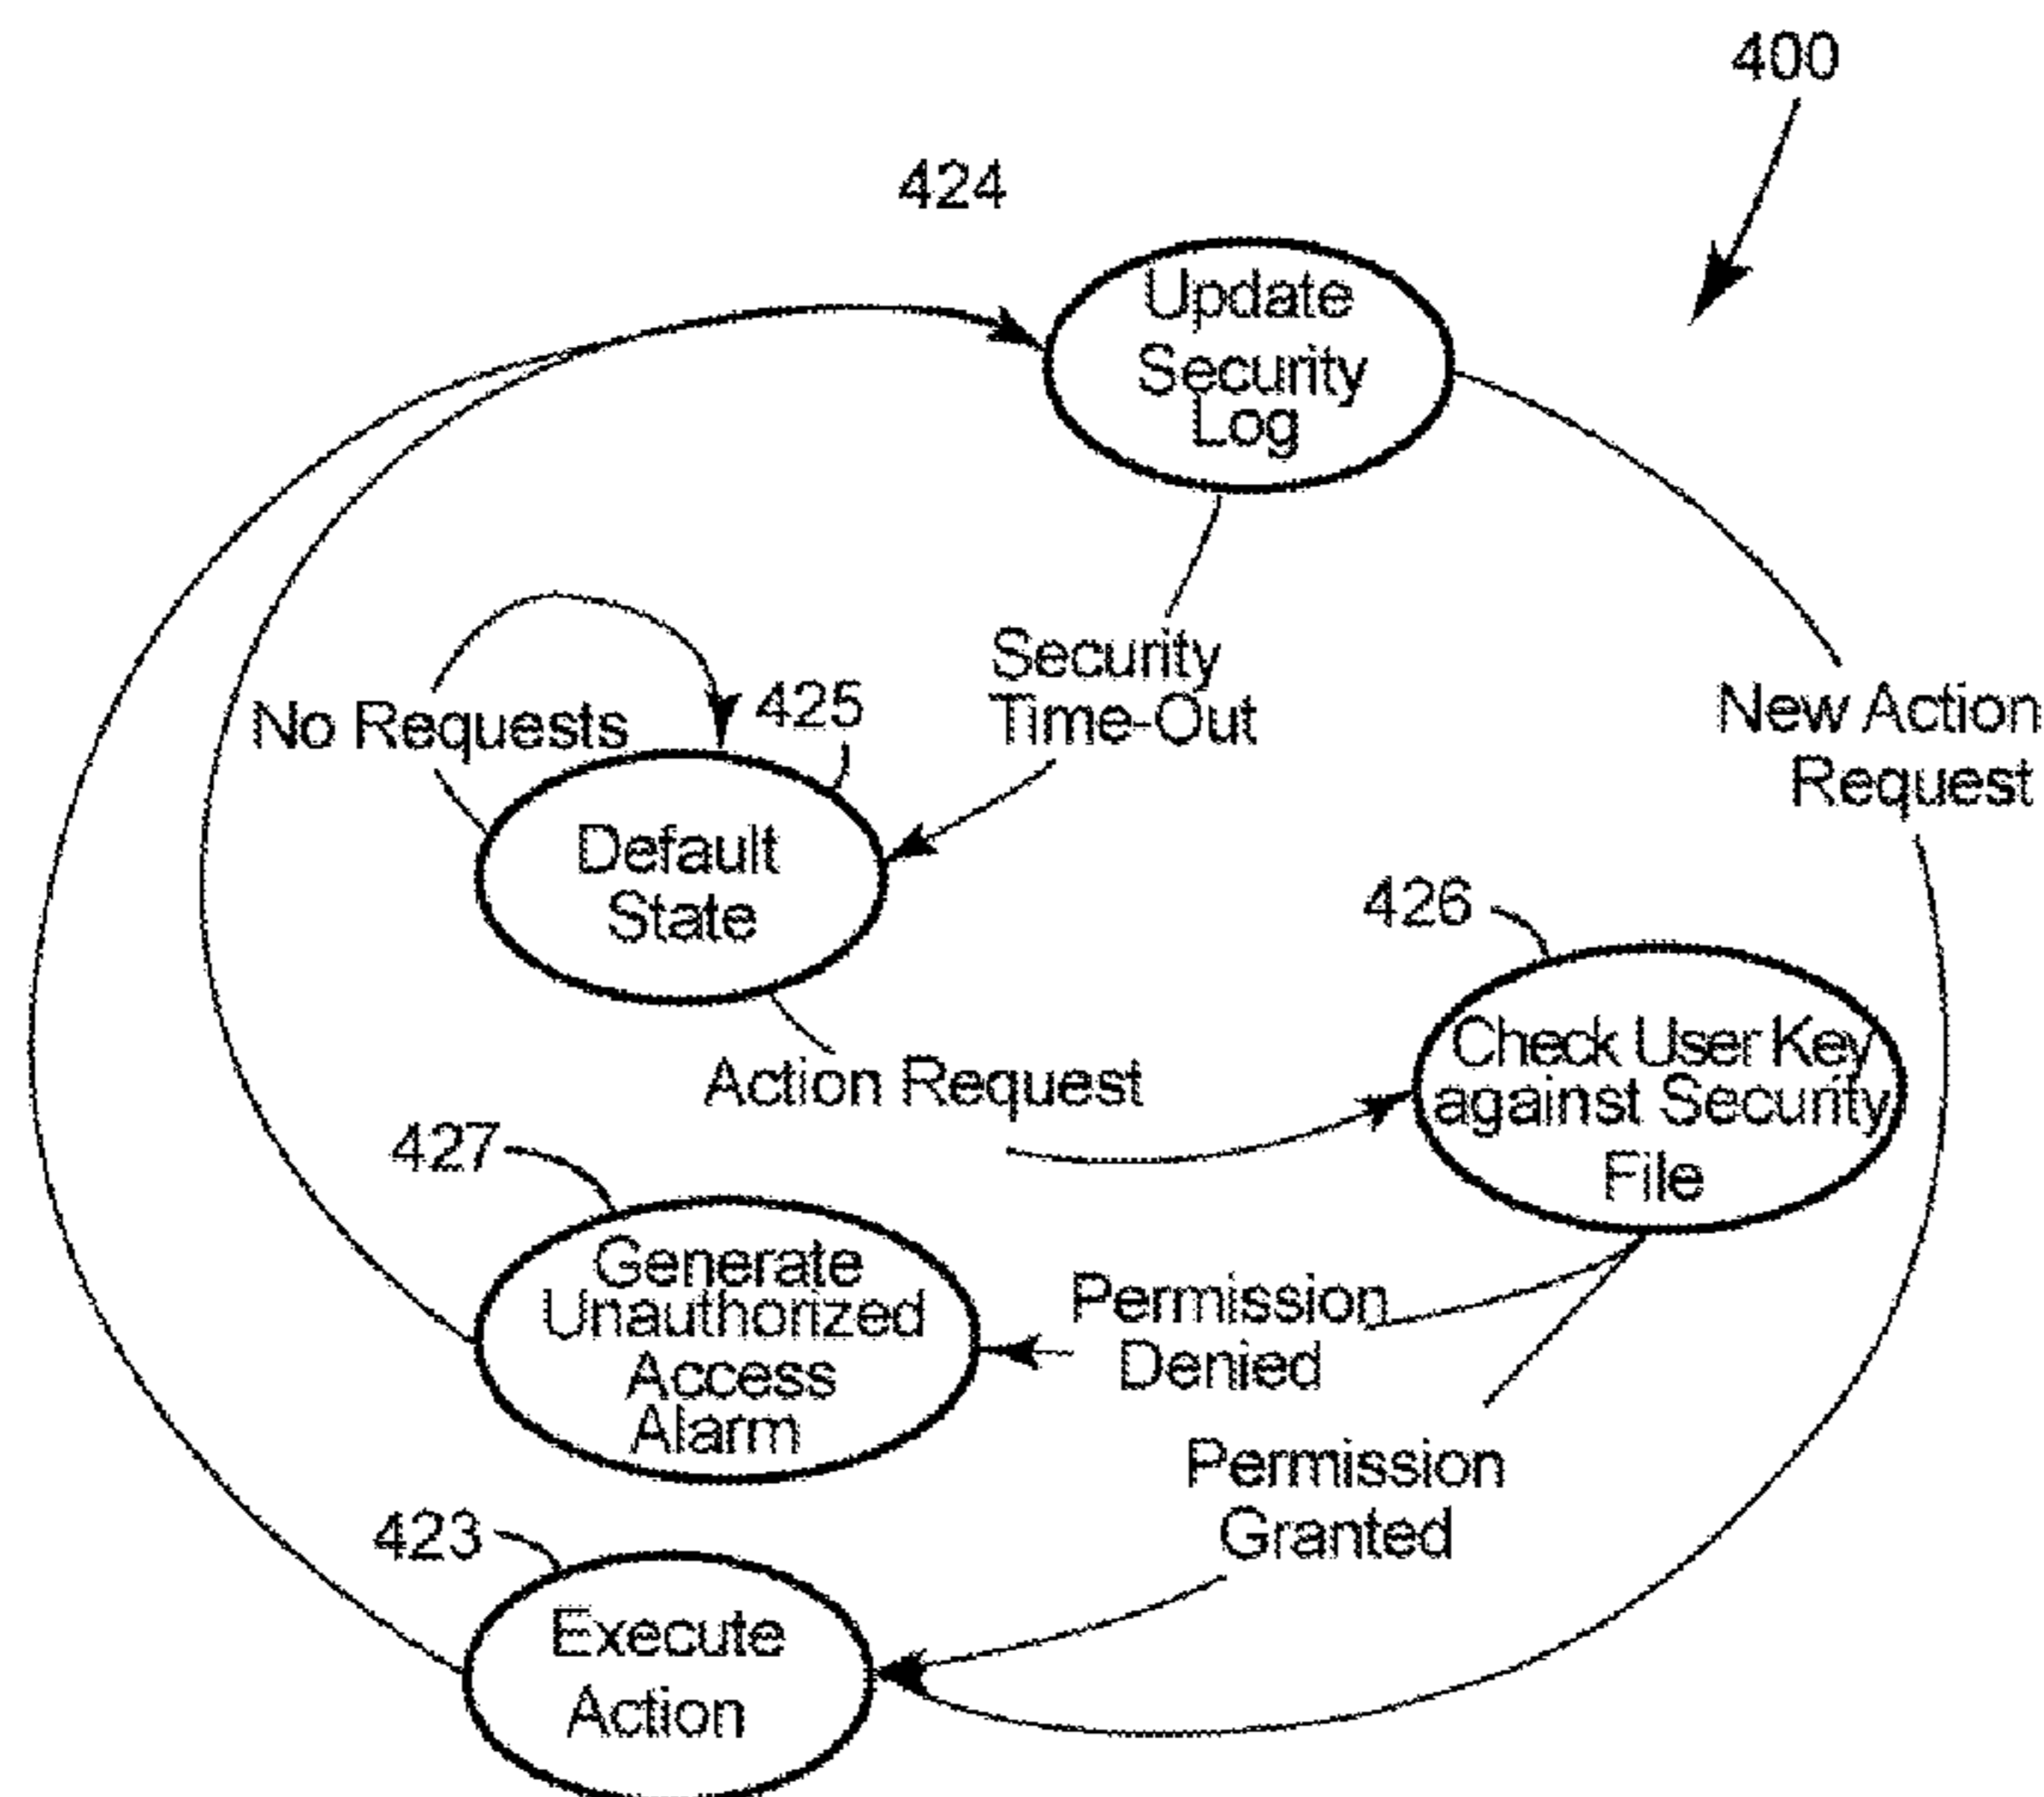 400
424
Update
Security
Log
Security
Time-Out
No Requests
425
New Action
Request
Default
State
426
Check User Key
against Security
File
Action Request
427
Generate
Unauthorized
Access
Alarm
Permission
Denied
Permission
Granted
423
Execute
Action